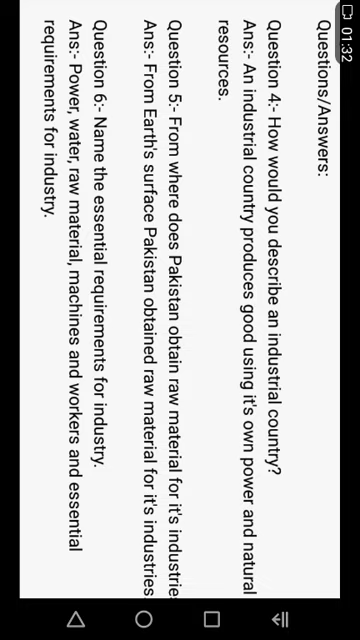 01:32
Questions/Answers:
Question 4:- How would you describe an industrial country?
Ans:- An industrial country produces good using it's own power and natural
resources.
Question 5:- From where does Pakistan obtain raw material for it's industrie
Ans:- From Earth's surface Pakistan obtained raw material for it's industries
Question 6:- Name the essential requirements for industry.
Ans:- Power, water, raw material, machines and workers and essential
requirements for industry.